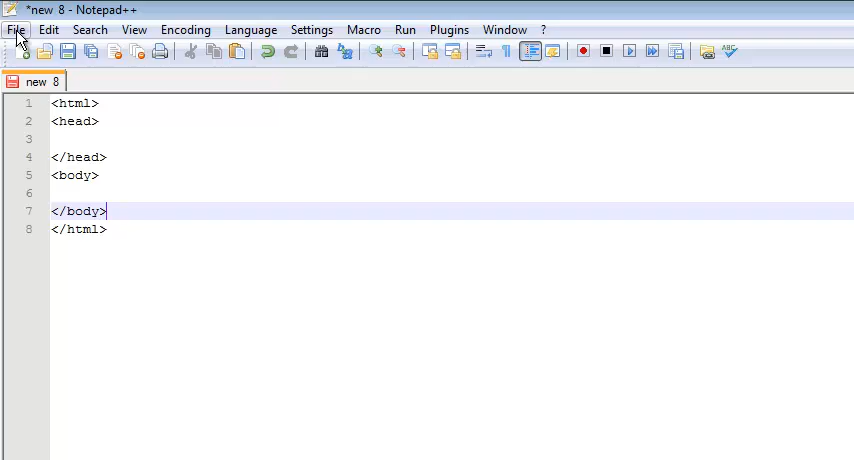 *new 8 - Notepad++
File Edit Search View Encoding Language Settings Macro Run Plugins Window ?
new 8
1 <html>
2 <head>
3
4 </head>
5 <body>
6
7 </body>
8 </html>